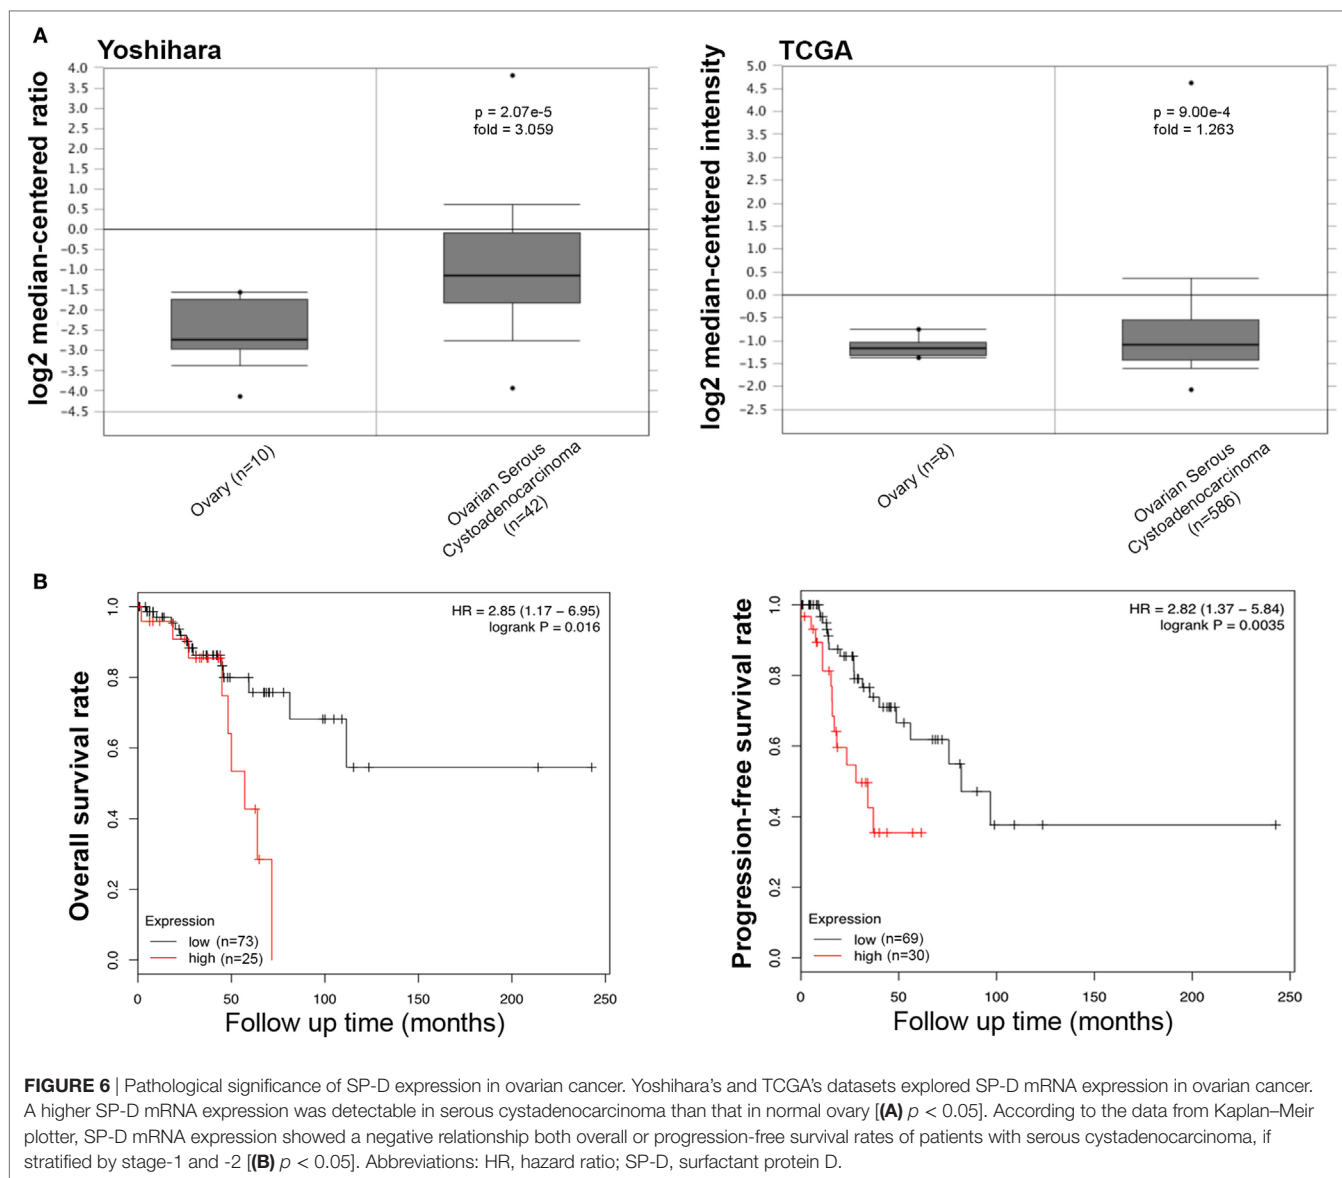 A
Yoshihara
log2 median-centered ratio
4.0
3.5
3.0
2.5
2.0
1.5
1.0
0.5
0.0
-0.5
-1.0
-1.5
-2.0
-2.5
-3.0
-3.5
-4.0
-4.5
p = 2.07e-5
fold = 3.059
Ovary (n=10)
Ovarian Serous
Cystoadenocarcinoma
(n=42)
TCGA
log2 median-centered intensity
5.0
4.5
4.0
3.5
3.0
2.5
2.0
1.5
1.0
0.5
0.0
-0.5
-1.0
-1.5
-2.0
-2.5
p = 9.00e-4
fold = 1.263
Ovary (n=8)
Ovarian Serous
Cystoadenocarcinoma
(n=586)
B
Overall survival rate
1.0
0.8
0.6
0.4
0.2
0.0
HR = 2.85 (1.17 – 6.95)
logrank P = 0.016
Expression
low (n=73)
high (n=25)
0 50 100 150 200 250
Follow up time (months)
Progression-free survival rate
1.0
0.8
0.6
0.4
0.2
0.0
HR = 2.82 (1.37 – 5.84)
logrank P = 0.0035
Expression
low (n=69)
high (n=30)
0 50 100 150 200 250
Follow up time (months)
FIGURE 6 | Pathological significance of SP-D expression in ovarian cancer. Yoshihara's and TCGA's datasets explored SP-D mRNA expression in ovarian cancer.
A higher SP-D mRNA expression was detectable in serous cystadenocarcinoma than that in normal ovary [(A) p < 0.05]. According to the data from Kaplan–Meir
plotter, SP-D mRNA expression showed a negative relationship both overall or progression-free survival rates of patients with serous cystadenocarcinoma, if
stratified by stage-1 and -2 [(B) p < 0.05]. Abbreviations: HR, hazard ratio; SP-D, surfactant protein D.